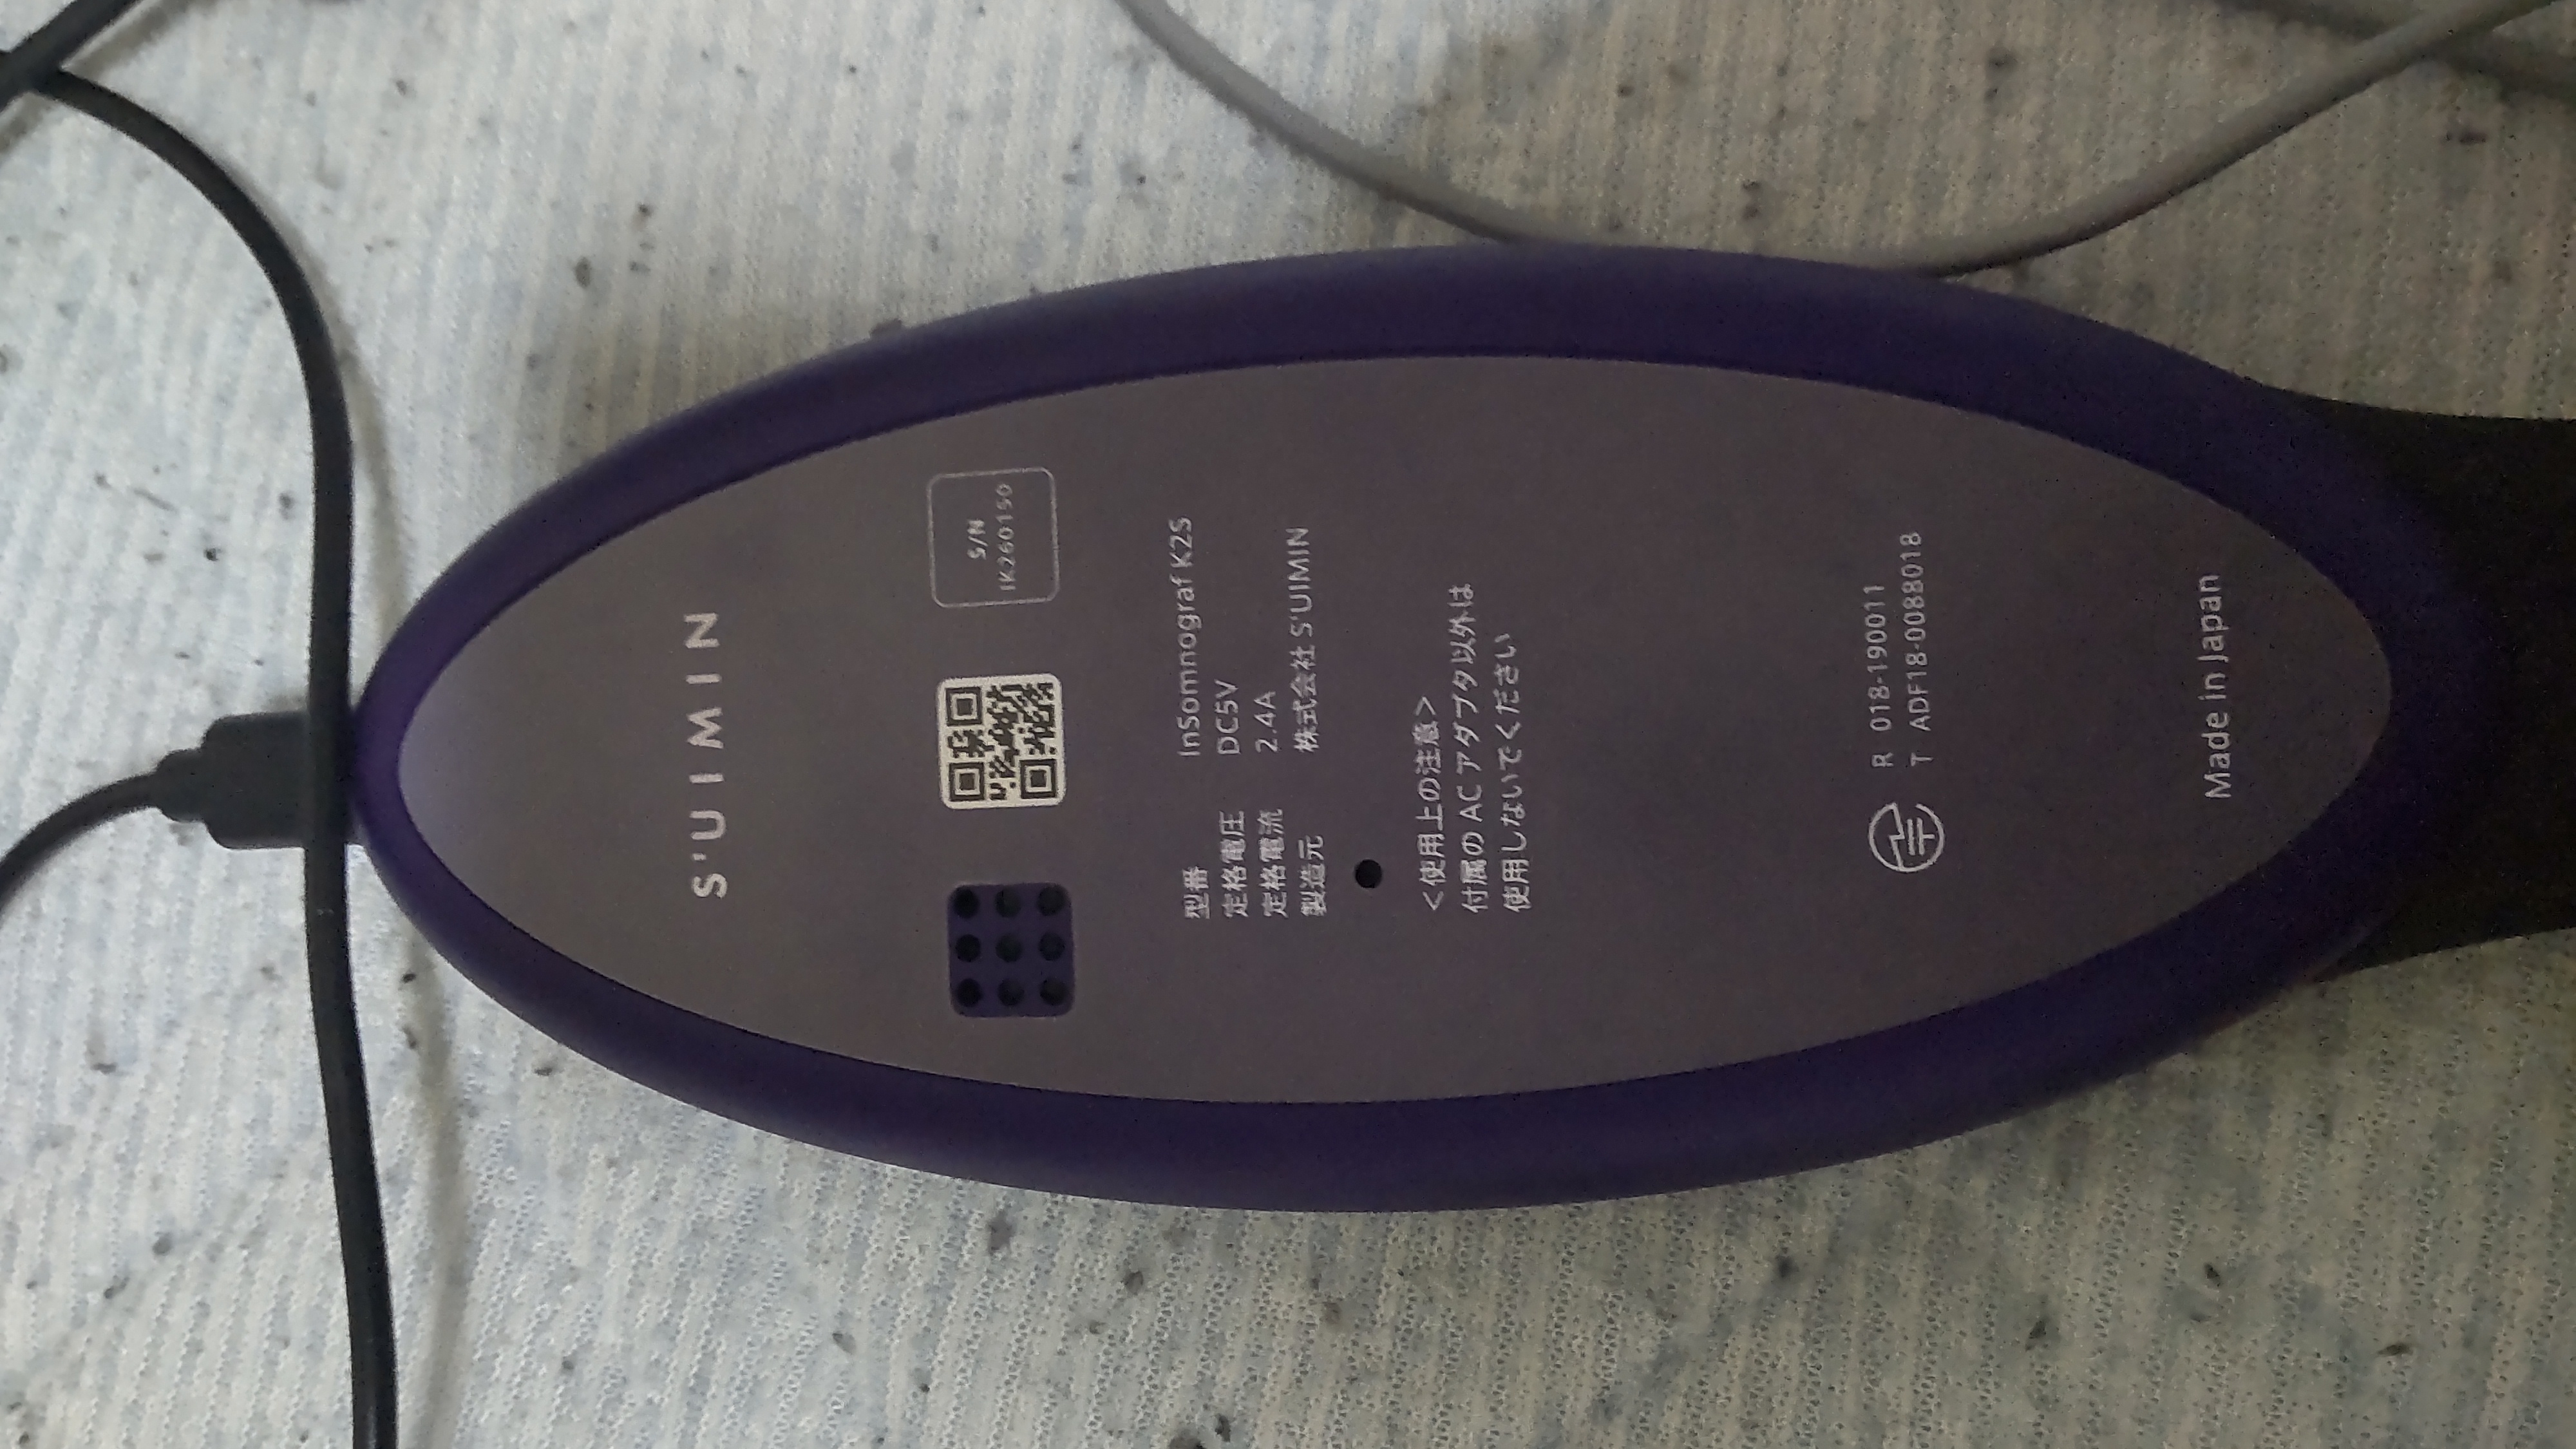 S'UIMIN
S/N
IK260150
型番 InSomnograf K2S
定格電圧 DC5V
定格電流 2.4A
製造元 株式会社 S'UIMIN
＜使用上の注意＞
付属の AC アダプタ以外は
使用しないでください
R 018-190011
T ADF18-0088018
Made in Japan